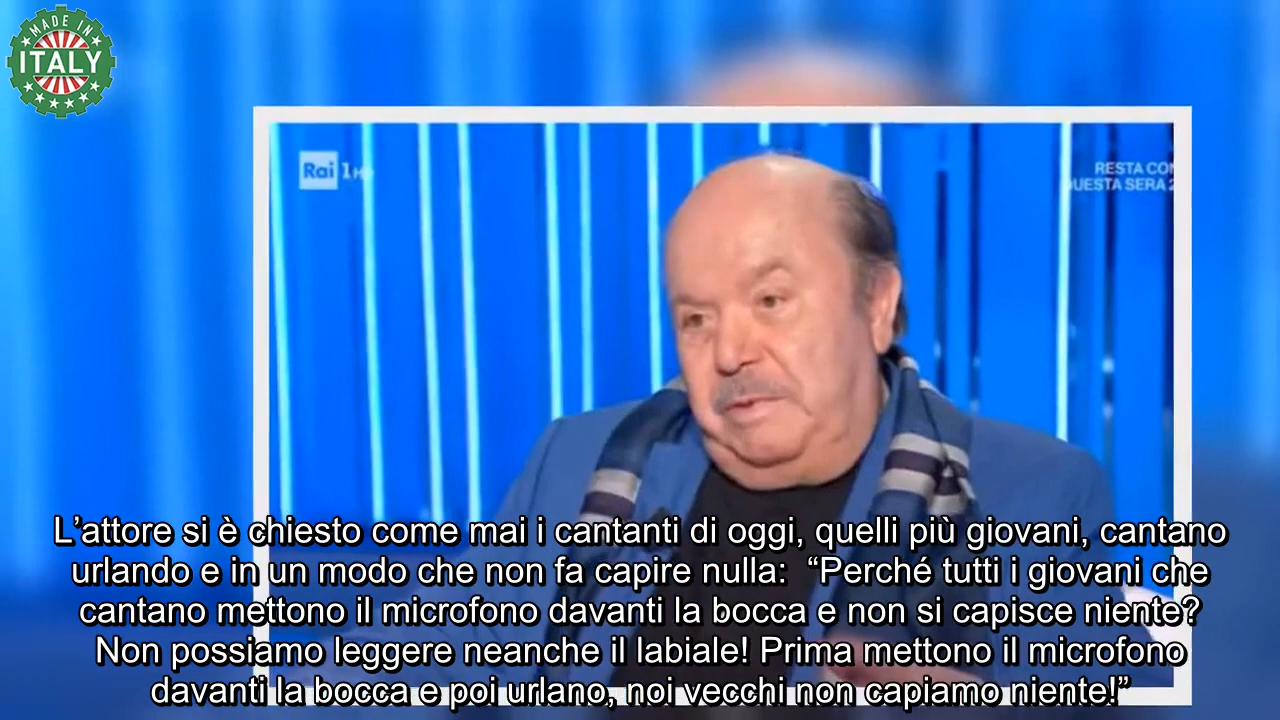 MADE IN
ITALY
Rai 1 HD
RESTA CON
QUESTA SERA 2
L’attore si è chiesto come mai i cantanti di oggi, quelli più giovani, cantano
urlando e in un modo che non fa capire nulla:  “Perché tutti i giovani che
cantano mettono il microfono davanti la bocca e non si capisce niente?
Non possiamo leggere neanche il labiale! Prima mettono il microfono
davanti la bocca e poi urlano, noi vecchi non capiamo niente!”